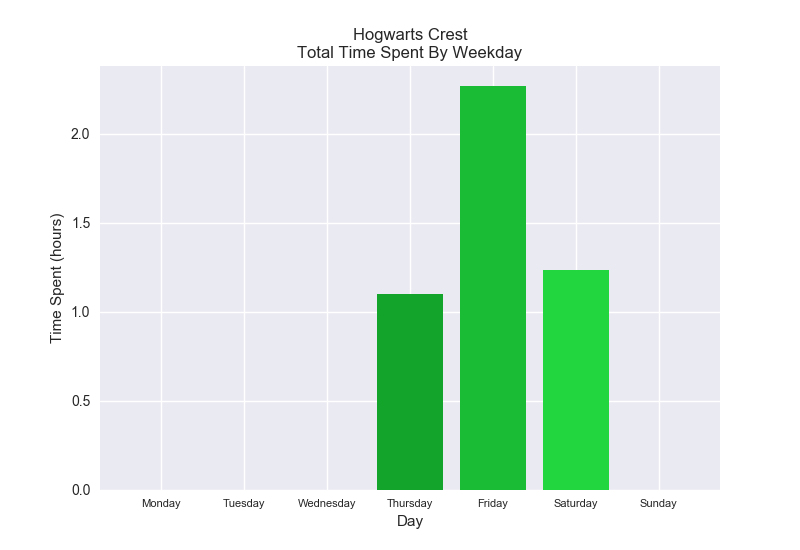 Hogwarts Crest
Total Time Spent By Weekday
Time Spent (hours)
2.0
1.5
1.0
0.5
0.0
Monday Tuesday Wednesday Thursday Friday Saturday Sunday
Day